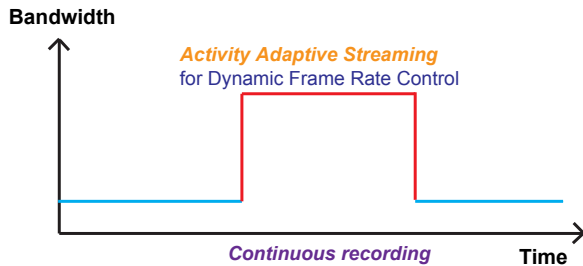 Bandwidth
Activity Adaptive Streaming
for Dynamic Frame Rate Control
Continuous recording
Time